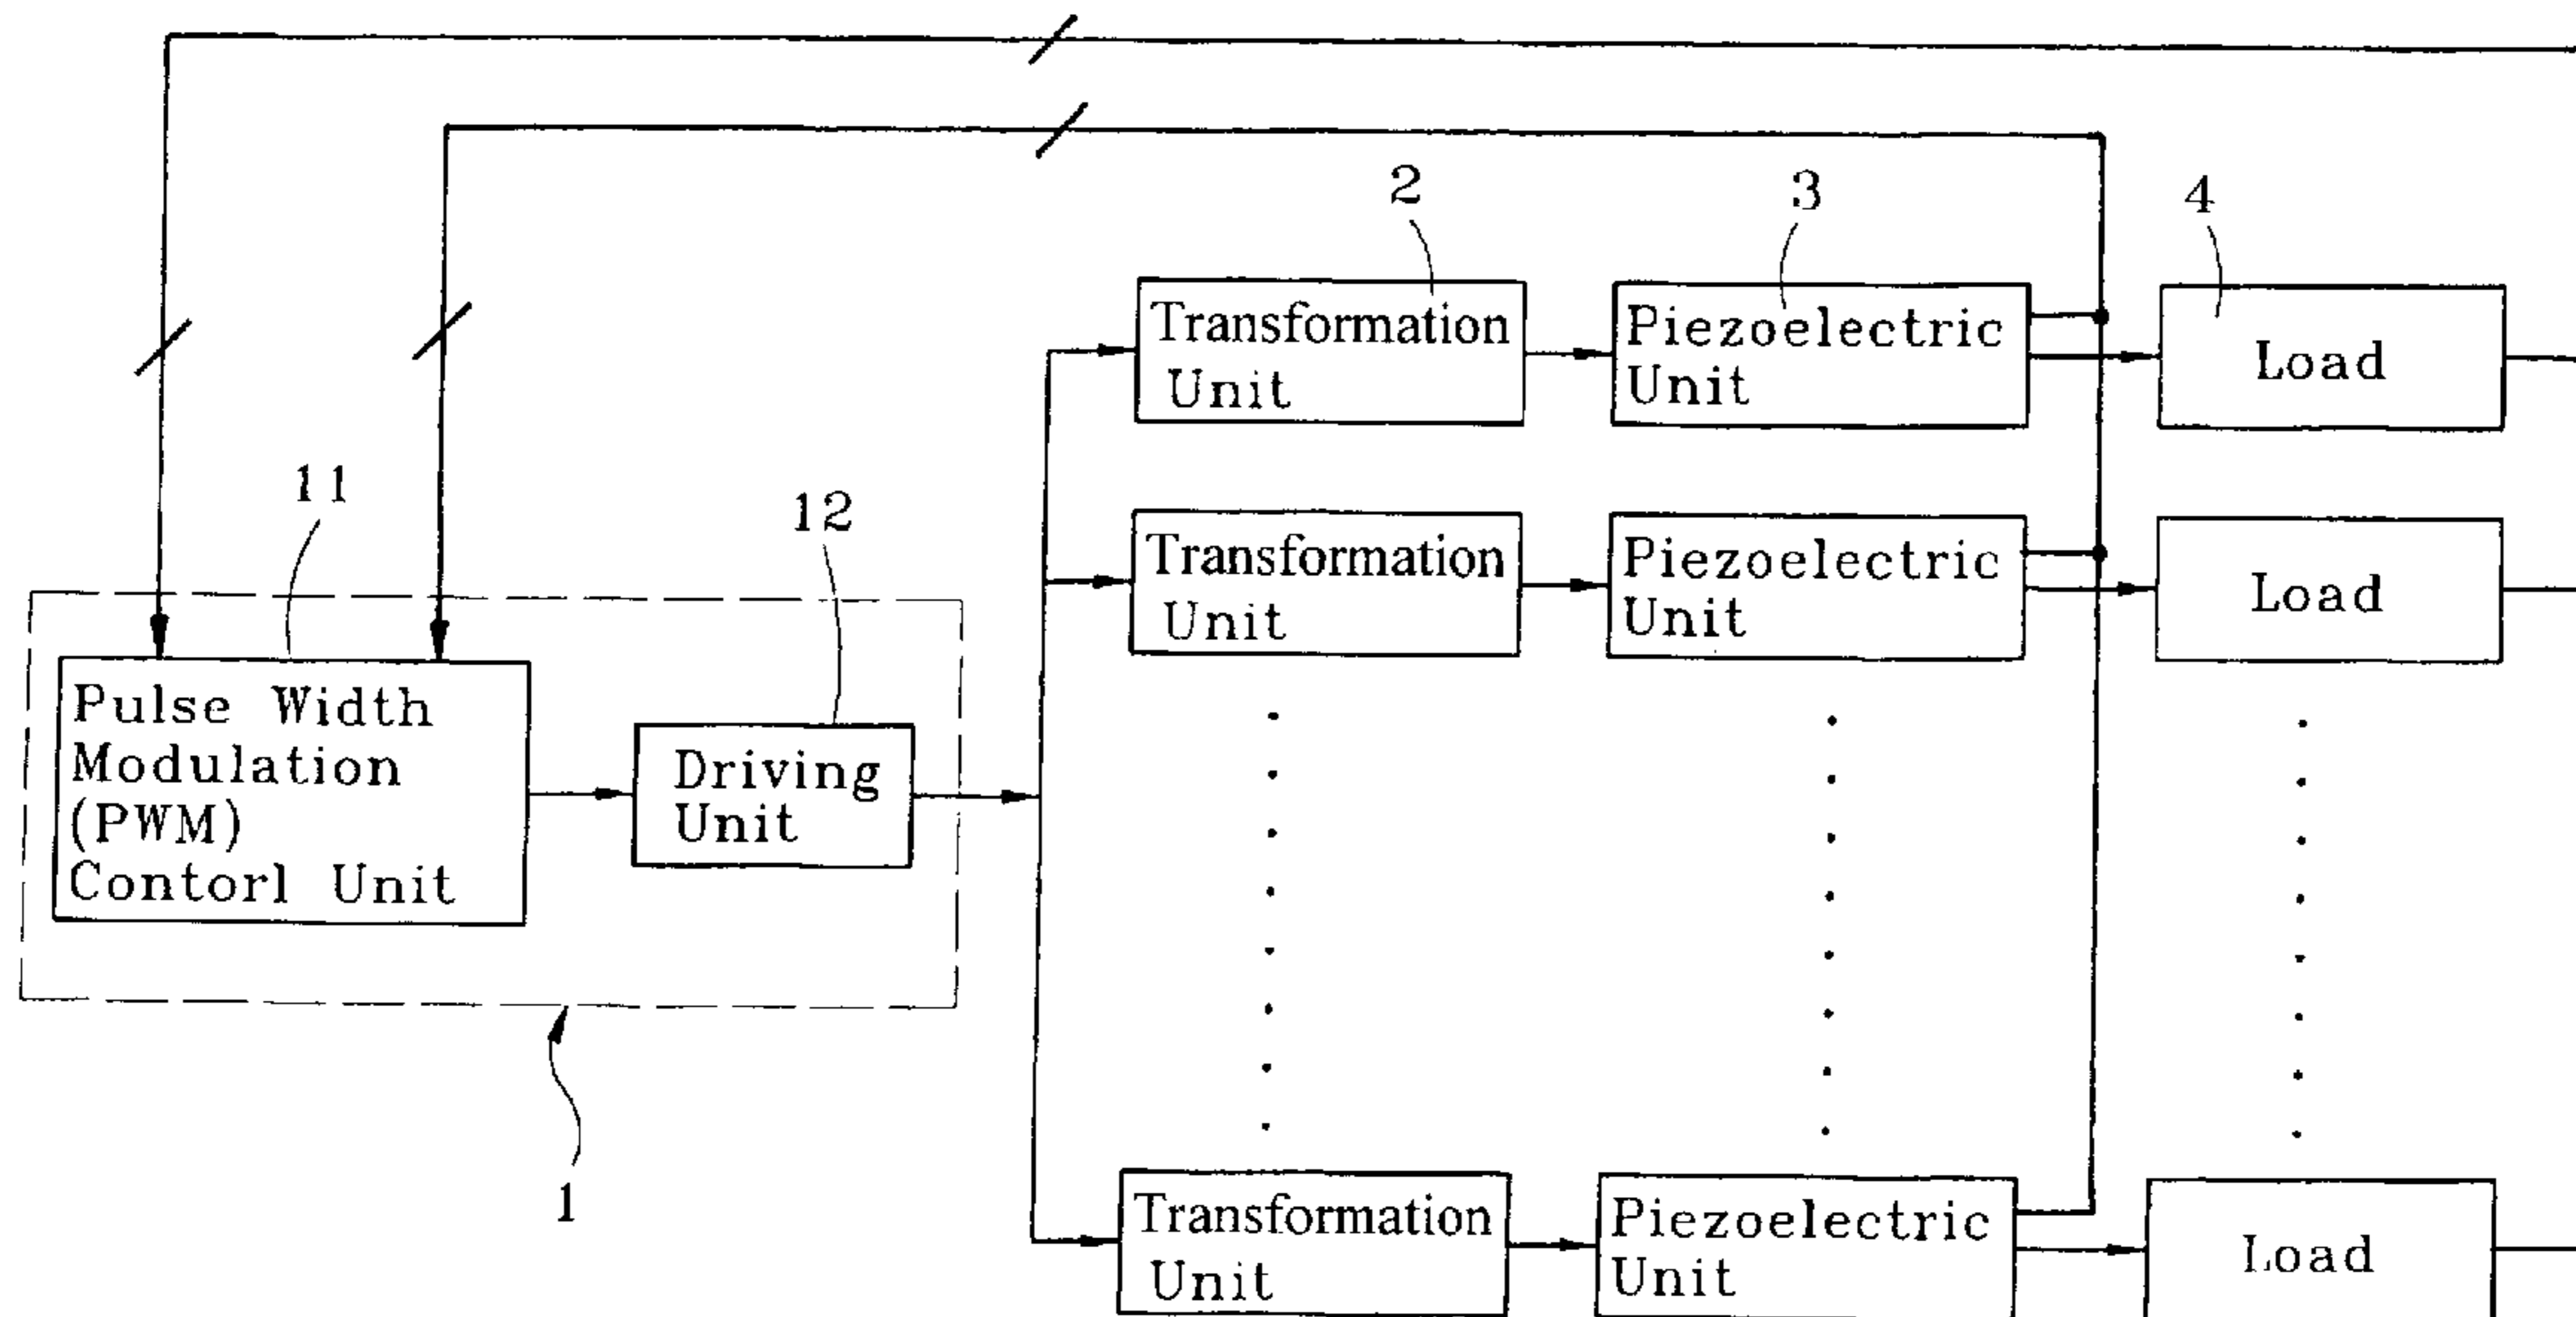 2
3
4
Transformation
Unit
Piezoelectric
Unit
Load
11
12
Transformation
Unit
Piezoelectric
Unit
Load
Pulse Width
Modulation
(PWM)
Contorl Unit
Driving
Unit
1
Transformation
Unit
Piezoelectric
Unit
Load